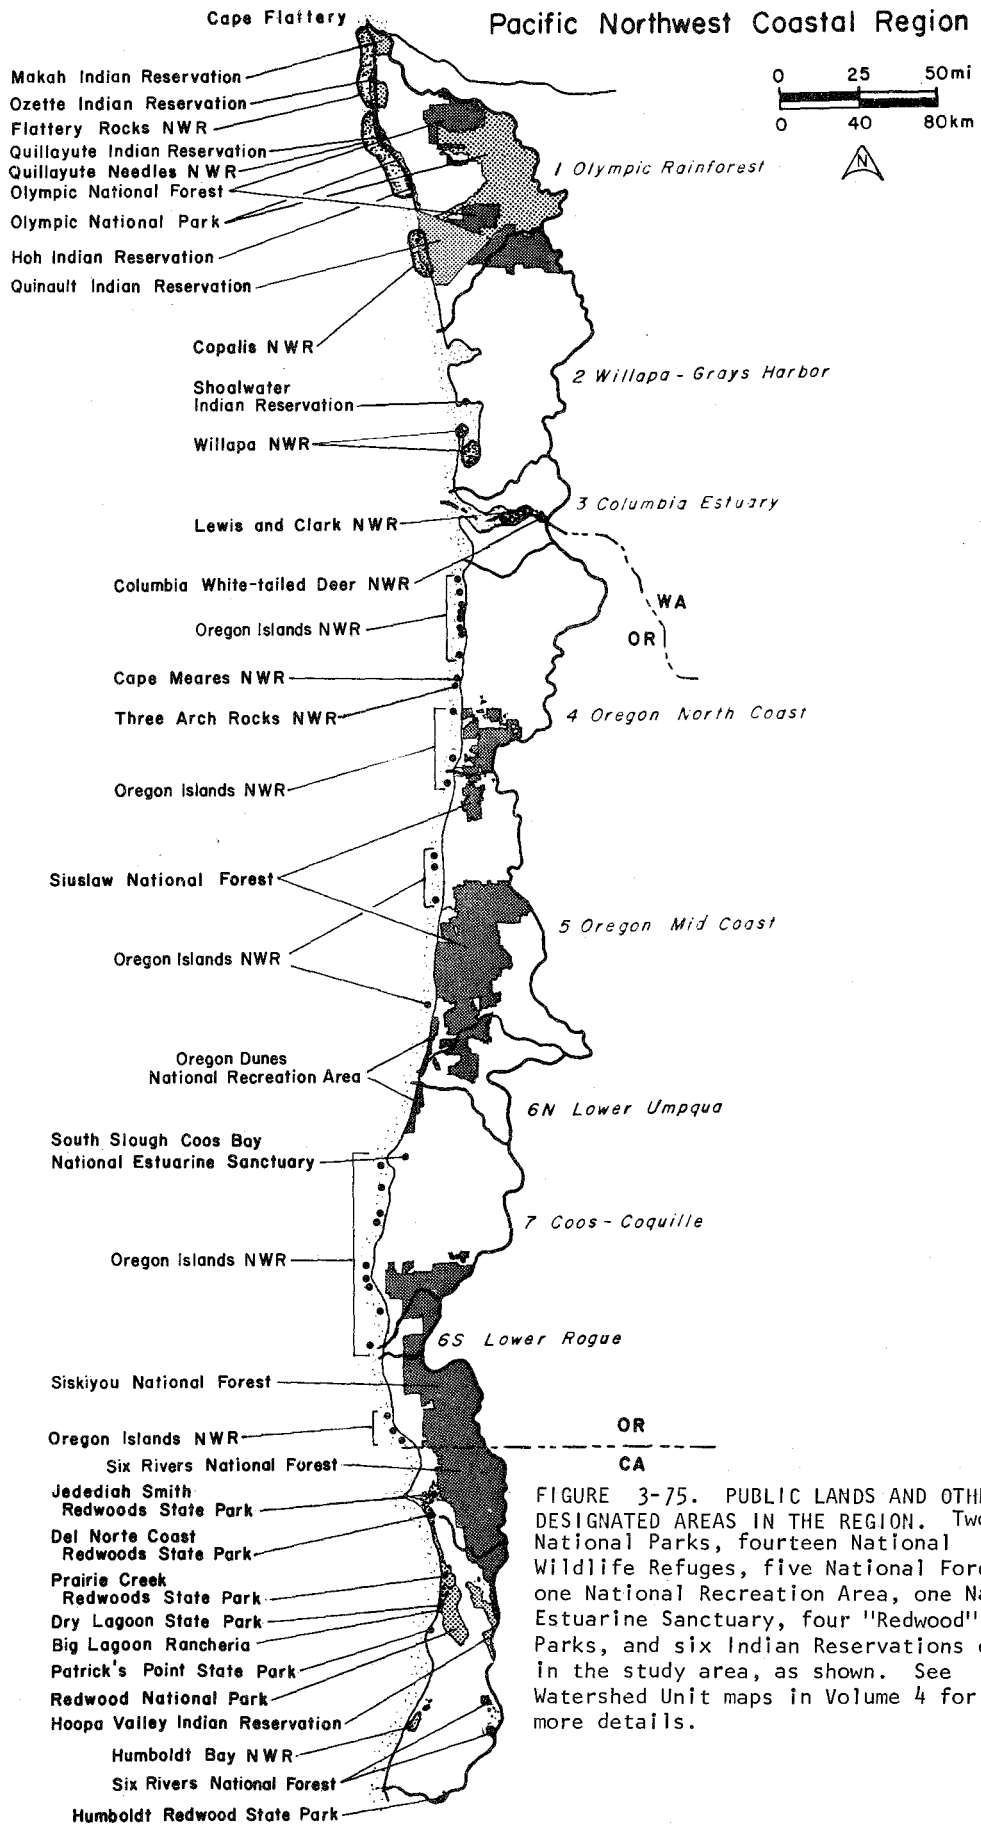 Cape Flattery
Pacific Northwest Coastal Region
0 25 50mi
0 40 80km
N
Makah Indian Reservation
Ozette Indian Reservation
Flattery Rocks NWR
Quillayute Indian Reservation
Quillayute Needles NWR
Olympic National Forest
Olympic National Park
Hoh Indian Reservation
Quinault Indian Reservation
1 Olympic Rainforest
Copalis NWR
2 Willapa - Grays Harbor
Shoalwater
Indian Reservation
Willapa NWR
3 Columbia Estuary
Lewis and Clark NWR
Columbia White-tailed Deer NWR
WA
OR
Oregon Islands NWR
Cape Meares NWR
Three Arch Rocks NWR
4 Oregon North Coast
Oregon Islands NWR
Siuslaw National Forest
5 Oregon Mid Coast
Oregon Islands NWR
Oregon Dunes
National Recreation Area
6N Lower Umpqua
South Slough Coos Bay
National Estuarine Sanctuary
7 Coos - Coquille
Oregon Islands NWR
6S Lower Rogue
Siskiyou National Forest
Oregon Islands NWR
OR
CA
Six Rivers National Forest
Jedediah Smith
Redwoods State Park
Del Norte Coast
Redwoods State Park
Prairie Creek
Redwoods State Park
Dry Lagoon State Park
Big Lagoon Rancheria
Patrick's Point State Park
Redwood National Park
Hoopa Valley Indian Reservation
Humboldt Bay NWR
Six Rivers National Forest
Humboldt Redwood State Park
FIGURE 3-75. PUBLIC LANDS AND OTHE
DESIGNATED AREAS IN THE REGION. Two
National Parks, fourteen National
Wildlife Refuges, five National Fore
one National Recreation Area, one Na
Estuarine Sanctuary, four "Redwood"
Parks, and six Indian Reservations
in the study area, as shown. See
Watershed Unit maps in Volume 4 for
more details.